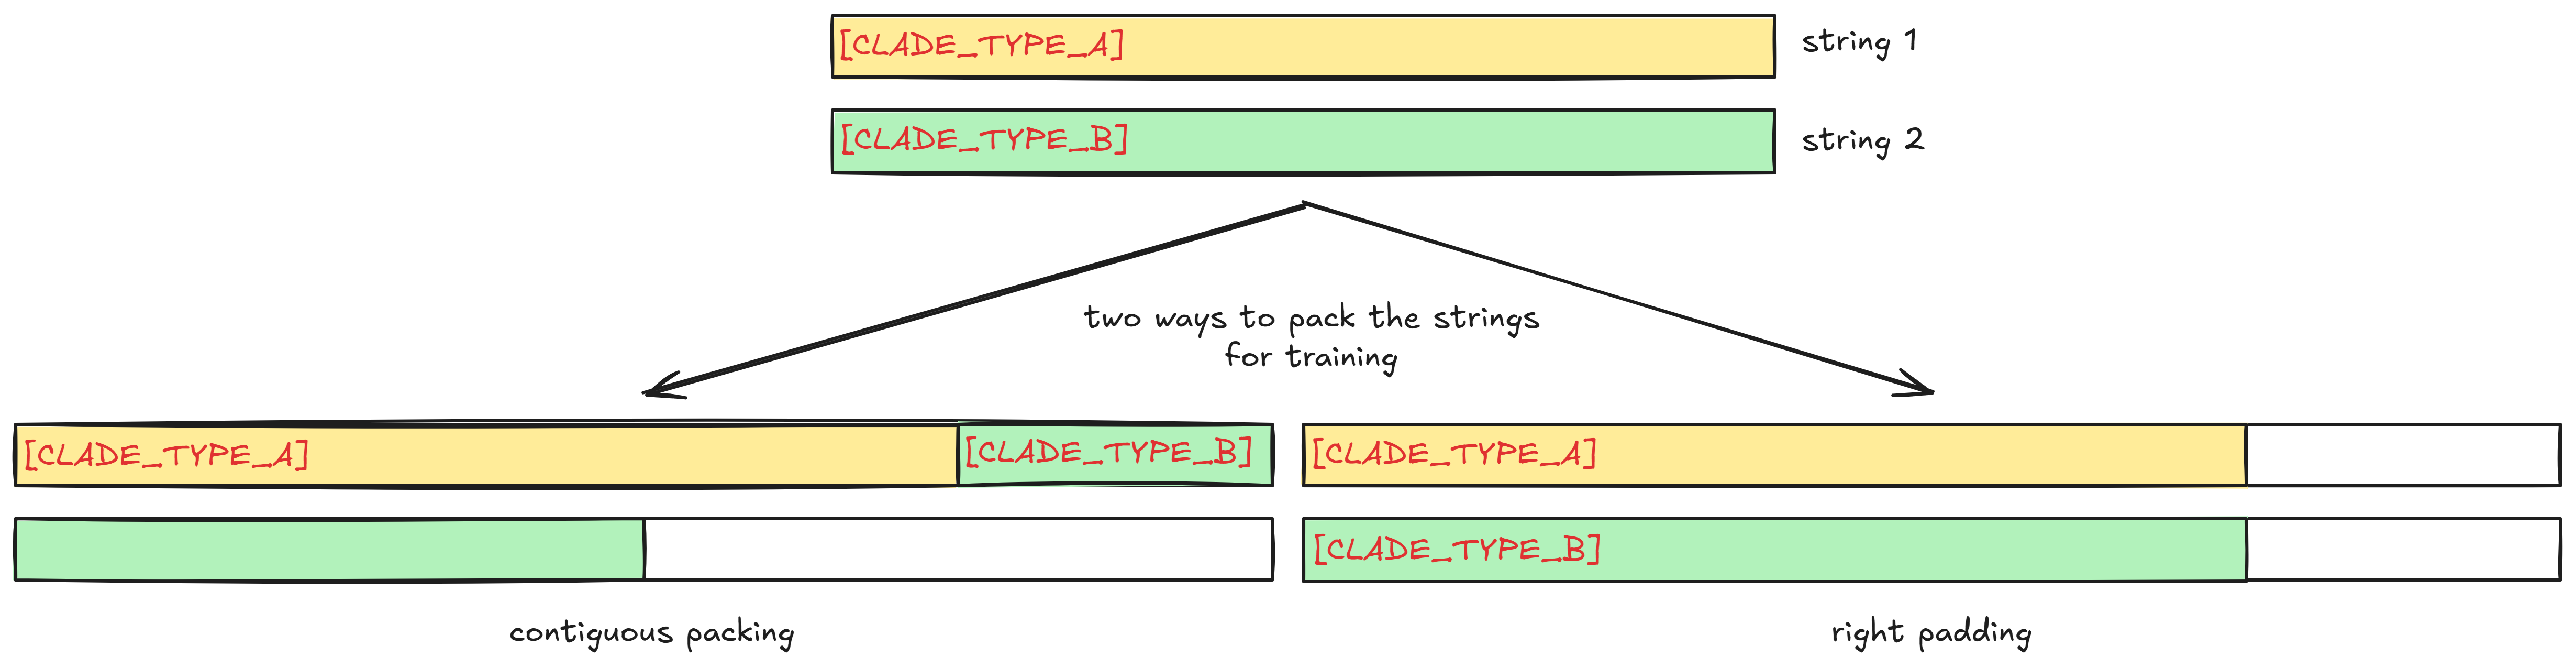 [CLADE_TYPE_A]
string 1
[CLADE_TYPE_B]
string 2
two ways to pack the strings
for training
[CLADE_TYPE_A]
[CLADE_TYPE_B]
[CLADE_TYPE_A]
[CLADE_TYPE_B]
contiguous packing
right padding